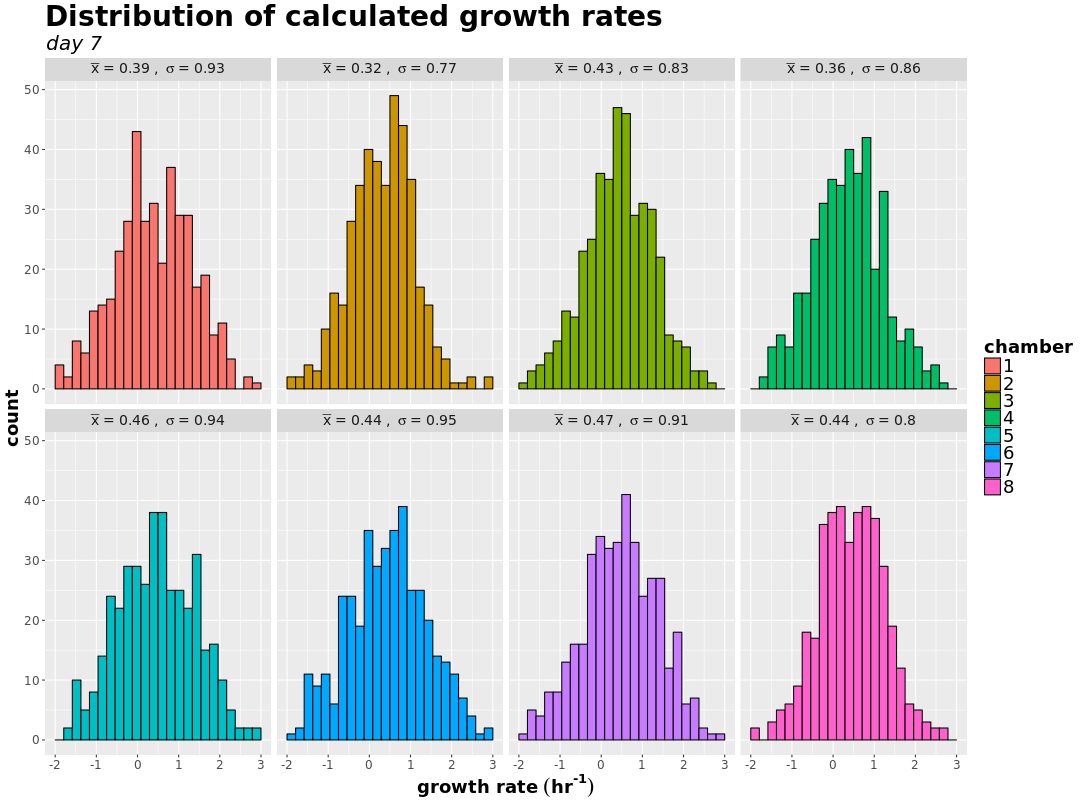 Distribution of calculated growth rates
day 7
x̅ = 0.39 , σ = 0.93
x̅ = 0.32 , σ = 0.77
x̅ = 0.43 , σ = 0.83
x̅ = 0.36 , σ = 0.86
50
40
30
20
10
0
x̅ = 0.46 , σ = 0.94
x̅ = 0.44 , σ = 0.95
x̅ = 0.47 , σ = 0.91
x̅ = 0.44 , σ = 0.8
50
40
30
20
10
0
-2 -1 0 1 2 3
-2 -1 0 1 2 3
-2 -1 0 1 2 3
-2 -1 0 1 2 3
count
growth rate (hr⁻¹)
chamber
1
2
3
4
5
6
7
8